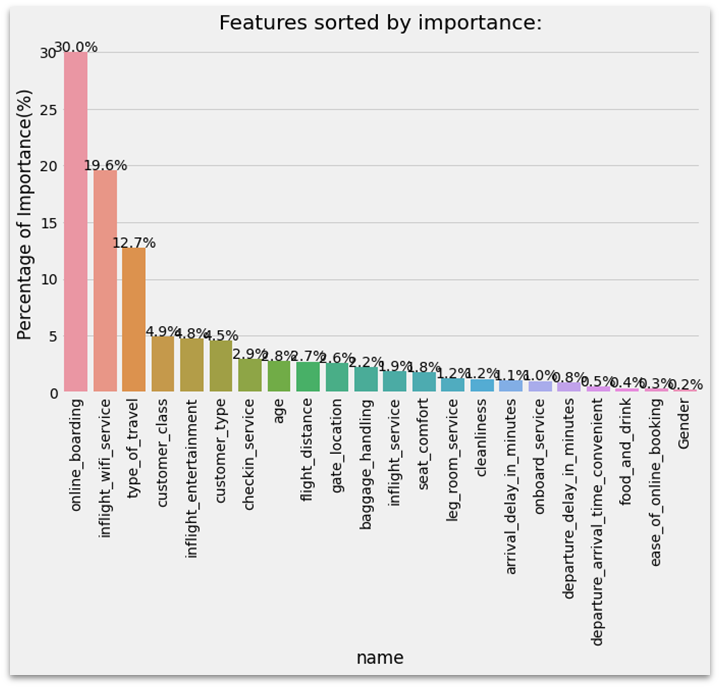 Features sorted by importance:
Percentage of Importance(%)
30
25
20
15
10
5
0
30.0%
19.6%
12.7%
4.9%
4.8%
4.5%
2.9%
2.8%
2.7%
2.6%
2.2%
1.9%
1.8%
1.2%
1.2%
1.1%
1.0%
0.8%
0.5%
0.4%
0.3%
0.2%
online_boarding
inflight_wifi_service
type_of_travel
customer_class
inflight_entertainment
customer_type
checkin_service
age
flight_distance
gate_location
baggage_handling
inflight_service
seat_comfort
leg_room_service
cleanliness
arrival_delay_in_minutes
onboard_service
departure_delay_in_minutes
departure_arrival_time_convenient
food_and_drink
ease_of_online_booking
Gender
name